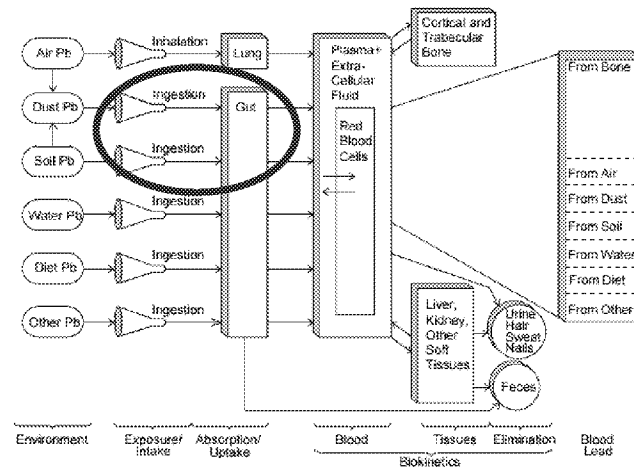 Air Pb
Inhalation
Lung
Dust Pb
Ingestion
Gut
Soil Pb
Ingestion
Water Pb
Ingestion
Diet Pb
Ingestion
Other Pb
Ingestion
Plasma+
Extra-
Cellular
Fluid
Red
Blood
Cells
Cortical and
Trabecular
Bone
Liver,
Kidney,
Other
Soft
Tissues
Urine
Hair
Sweat
Nails
Feces
From Bone
From Air
From Dust
From Soil
From Water
From Diet
From Other
Environment
Exposure/
Intake
Absorption/
Uptake
Blood
Tissues
Elimination
Biokinetics
Blood
Lead